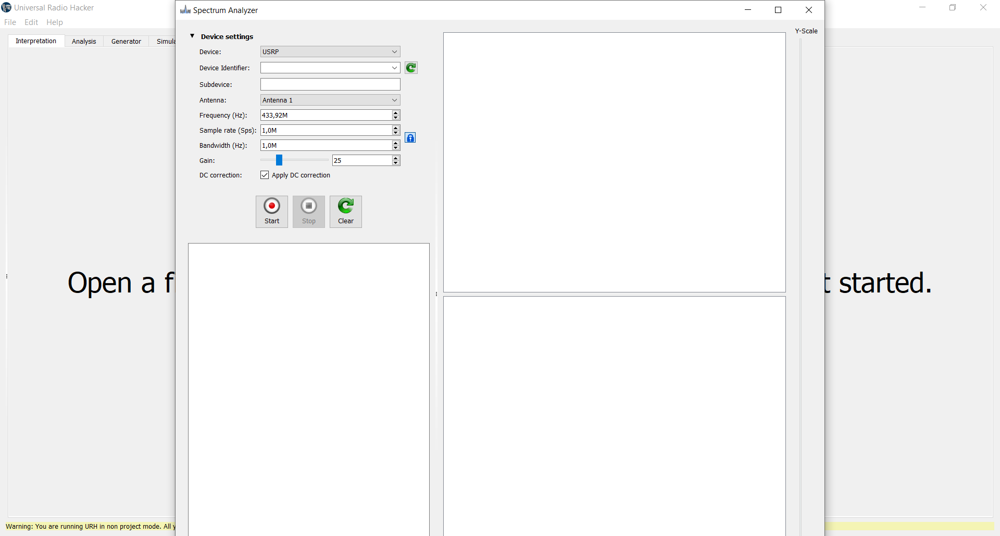 Universal Radio Hacker
File Edit Help
Interpretation Analysis Generator Simula
Spectrum Analyzer
Device settings
Device: USRP
Device Identifier:
Subdevice:
Antenna: Antenna 1
Frequency (Hz): 433,92M
Sample rate (Sps): 1,0M
Bandwidth (Hz): 1,0M
Gain: 25
DC correction: Apply DC correction
Start Stop Clear
Y-Scale
Open a fi
t started.
Warning: You are running URH in non project mode. All y